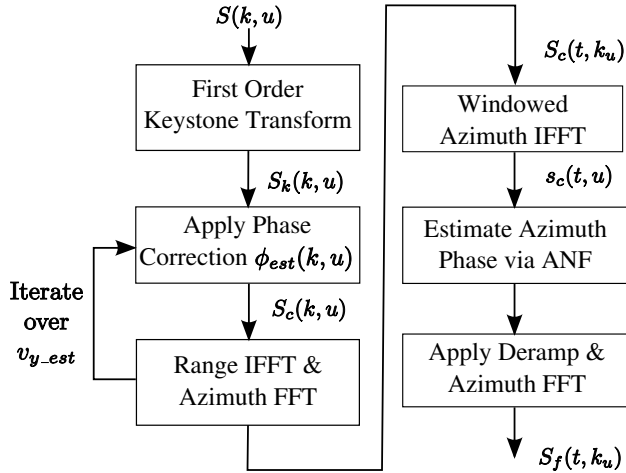 S(k, u)
First Order
Keystone Transform
S_k(k, u)
Apply Phase
Correction ϕ_est(k, u)
S_c(k, u)
Iterate
over
v_y_est
Range IFFT &
Azimuth FFT
S_c(t, k_u)
Windowed
Azimuth IFFT
s_c(t, u)
Estimate Azimuth
Phase via ANF
Apply Deramp &
Azimuth FFT
S_f(t, k_u)